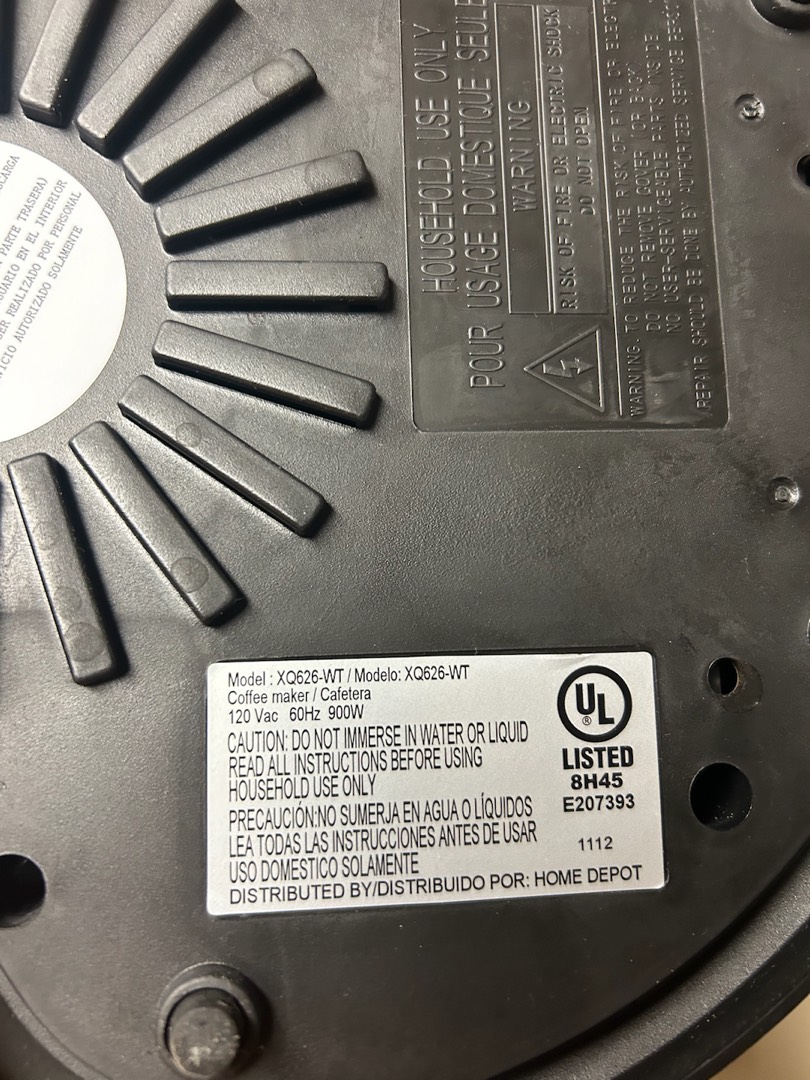 HOUSEHOLD USE ONLY
POUR USAGE DOMESTIQUE SEULE
WARNING
RISK OF FIRE OR ELECTRIC SHOCK
DO NOT OPEN
WARNING: TO REDUCE THE RISK OF FIRE OR ELECTR
DO NOT REMOVE COVER (OR BACK
NO USER-SERVICEABLE PARTS INSIDE
REPAIR SHOULD BE DONE BY AUTHORIZED SERVICE
PARTE TRASERA)
EN EL INTERIOR
REALIZADO POR PERSONAL
AUTORIZADO SOLAMENTE
Model : XQ626-WT / Modelo: XQ626-WT
Coffee maker / Cafetera
120 Vac 60Hz 900W
CAUTION: DO NOT IMMERSE IN WATER OR LIQUID
READ ALL INSTRUCTIONS BEFORE USING
HOUSEHOLD USE ONLY
PRECAUCIÓN:NO SUMERJA EN AGUA O LÍQUIDOS
LEA TODAS LAS INSTRUCCIONES ANTES DE USAR
USO DOMESTICO SOLAMENTE
DISTRIBUTED BY/DISTRIBUIDO POR: HOME DEPOT
UL
®
LISTED
8H45
E207393
1112